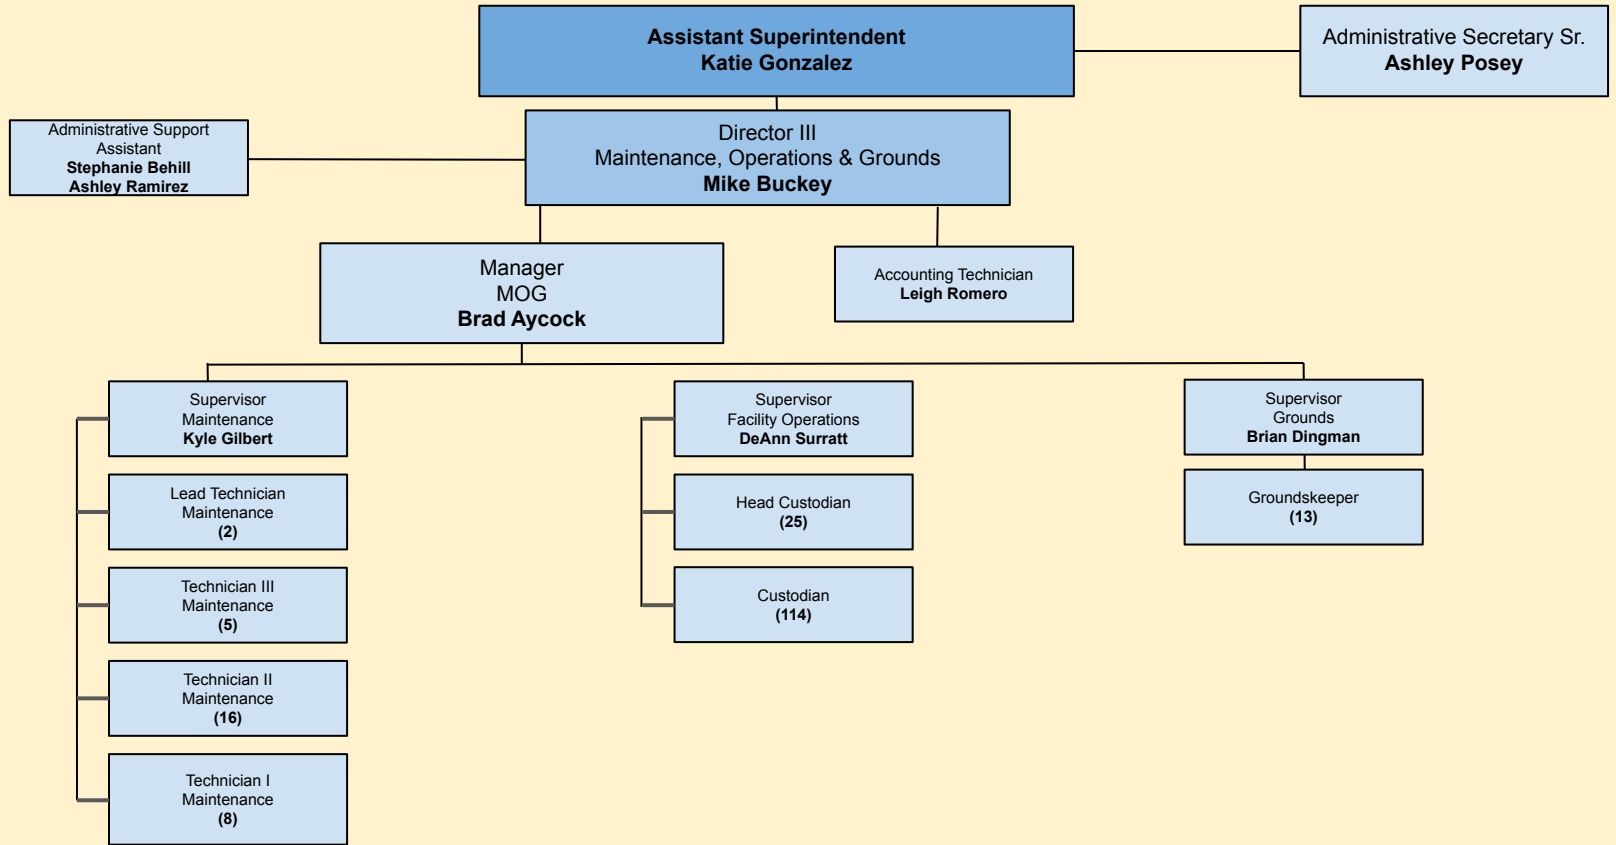 Assistant Superintendent
Katie Gonzalez
Administrative Secretary Sr.
Ashley Posey
Administrative Support
Assistant
Stephanie Behill
Ashley Ramirez
Director III
Maintenance, Operations & Grounds
Mike Buckey
Manager
MOG
Brad Aycock
Accounting Technician
Leigh Romero
Supervisor
Maintenance
Kyle Gilbert
Lead Technician
Maintenance
(2)
Technician III
Maintenance
(5)
Technician II
Maintenance
(16)
Technician I
Maintenance
(8)
Supervisor
Facility Operations
DeAnn Surratt
Head Custodian
(25)
Custodian
(114)
Supervisor
Grounds
Brian Dingman
Groundskeeper
(13)